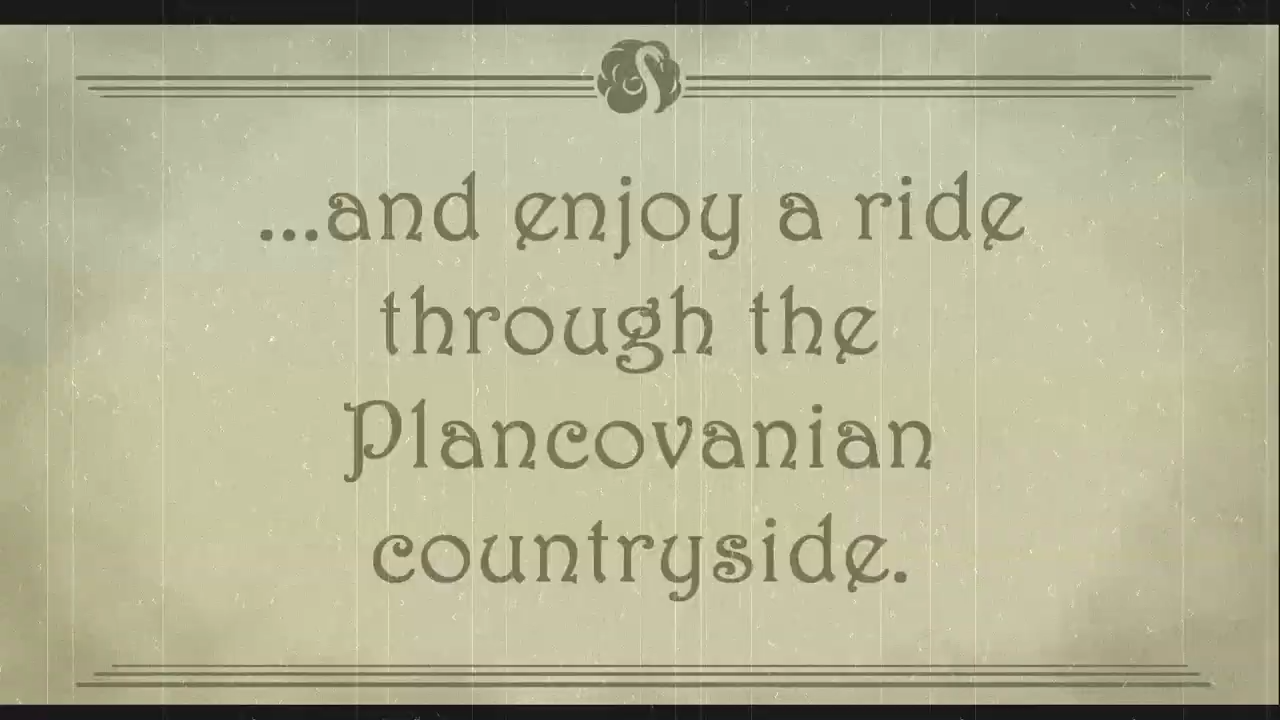 ...and enjoy a ride
through the
Plancovanian
countryside.